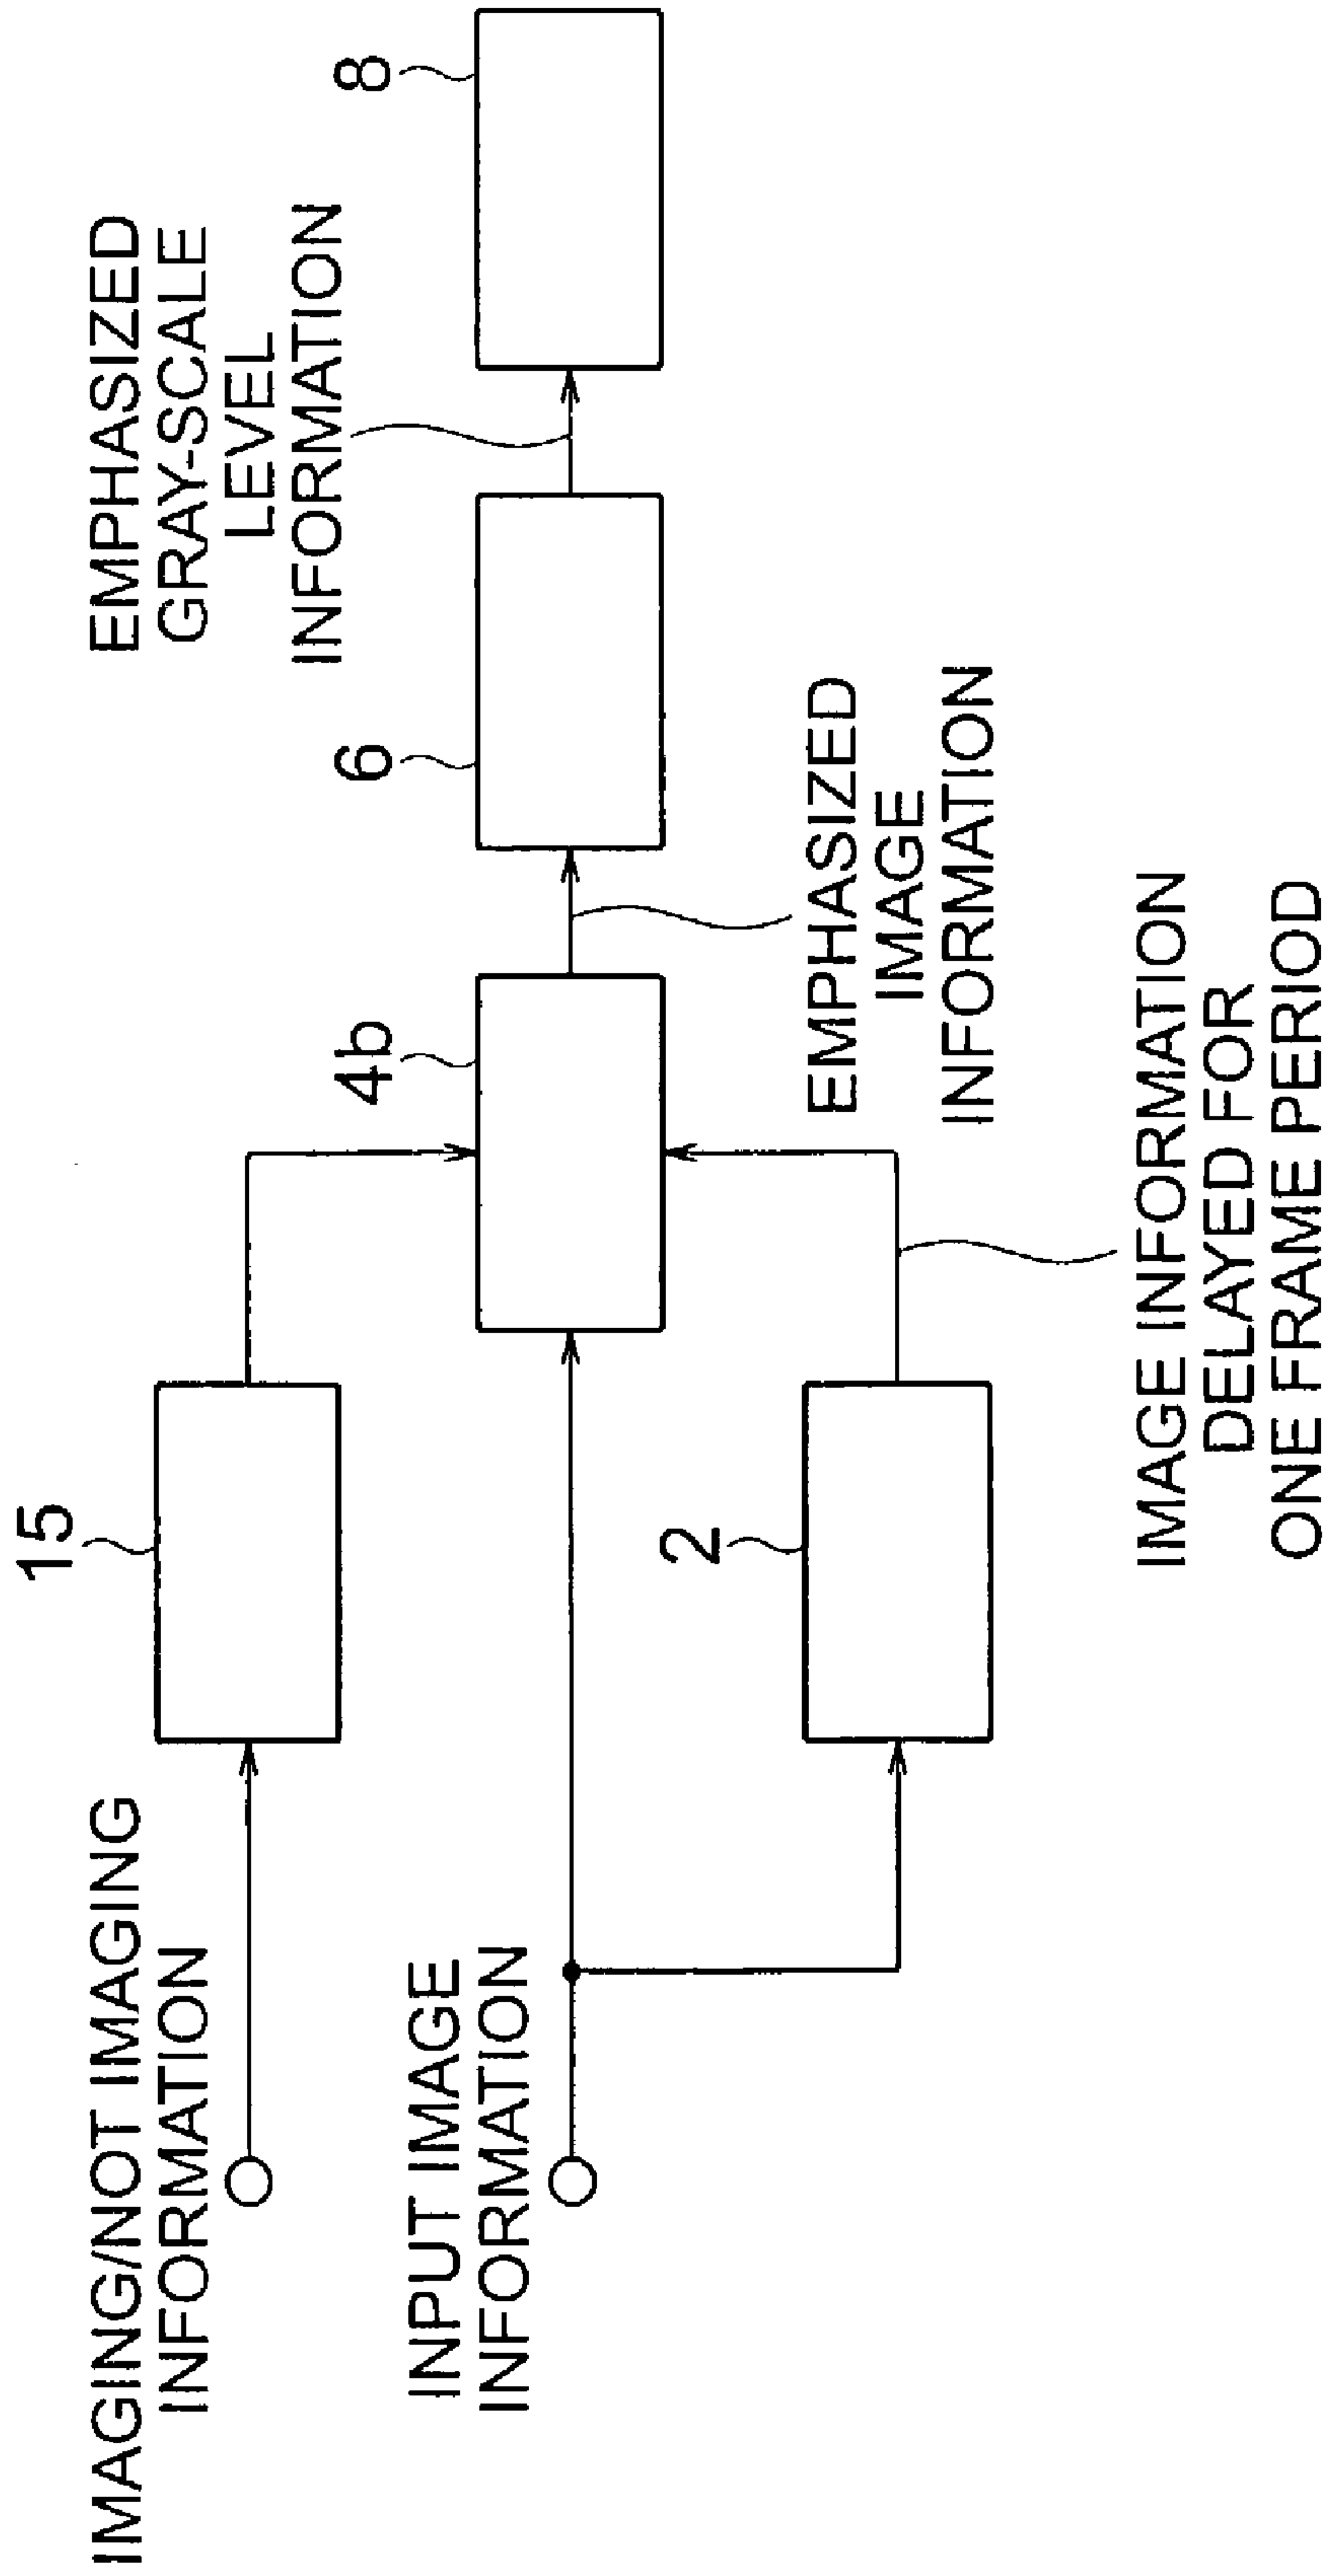 IMAGING/NOT IMAGING
INFORMATION
15
INPUT IMAGE
INFORMATION
2
4b
6
8
EMPHASIZED
GRAY-SCALE
LEVEL
INFORMATION
EMPHASIZED
IMAGE
INFORMATION
IMAGE INFORMATION
DELAYED FOR
ONE FRAME PERIOD